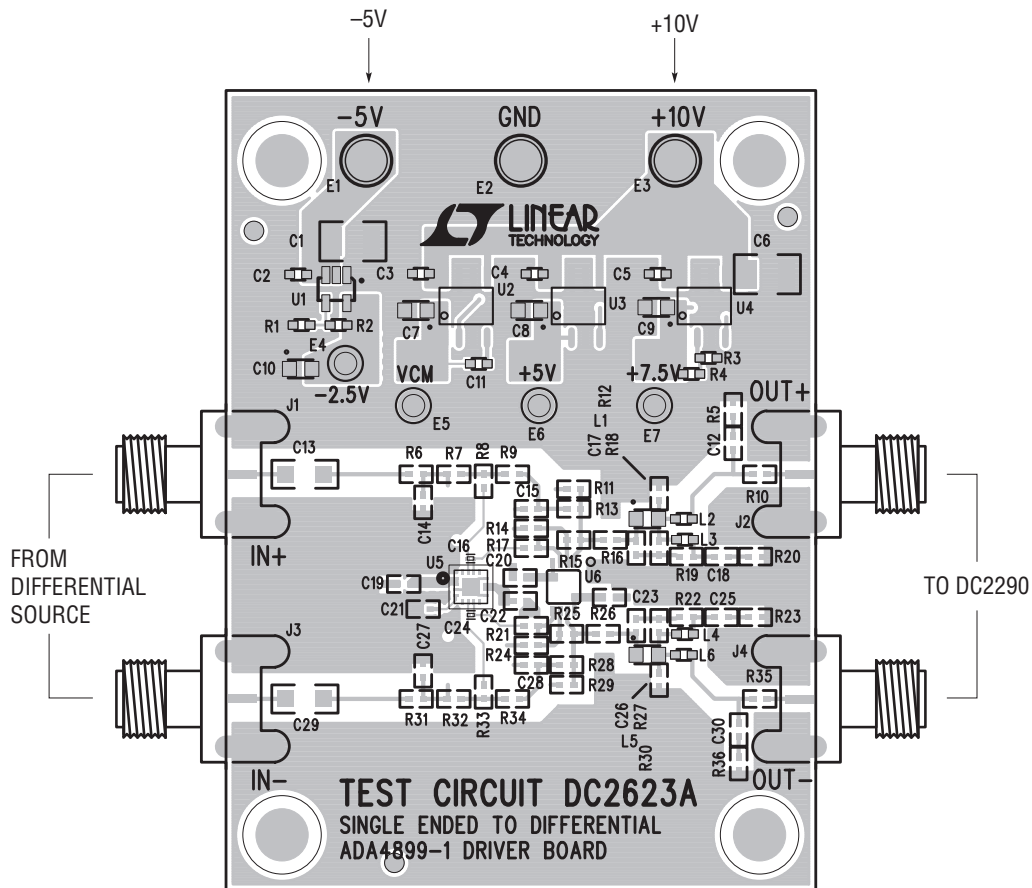 –5V +10V
-5V GND +10V
E1 E2 E3
LINEAR
TECHNOLOGY
C1 C6
C2 C3 C4 C5
U1 U2 U3 U4
R1 R2 C7 C8 C9
E4 R3
C10 C11 R4
-2.5V VCM +5V +7.5V
E5 E6 E7
R12
L1
C17
R18
OUT+
J1 R5
C13 C12
R6 R7 R8 R9
R10
C14 C15 R11
R13
R14 L2 J2
IN+ R17 L3
C16 R15 R16 R19 C18 R20
U5 C20 U6
FROM
DIFFERENTIAL
SOURCE
TO DC2290
C19
C21 C22 R25 R26 C23 R22 C25 R23
C24 R21 L4
C27 R24 L6
J3 C28 R28 J4
R29 R35
C29 R31 R32 R33 R34
C26
R27
L5
R30
C30
R36
IN- OUT-
TEST CIRCUIT DC2623A
SINGLE ENDED TO DIFFERENTIAL
ADA4899-1 DRIVER BOARD